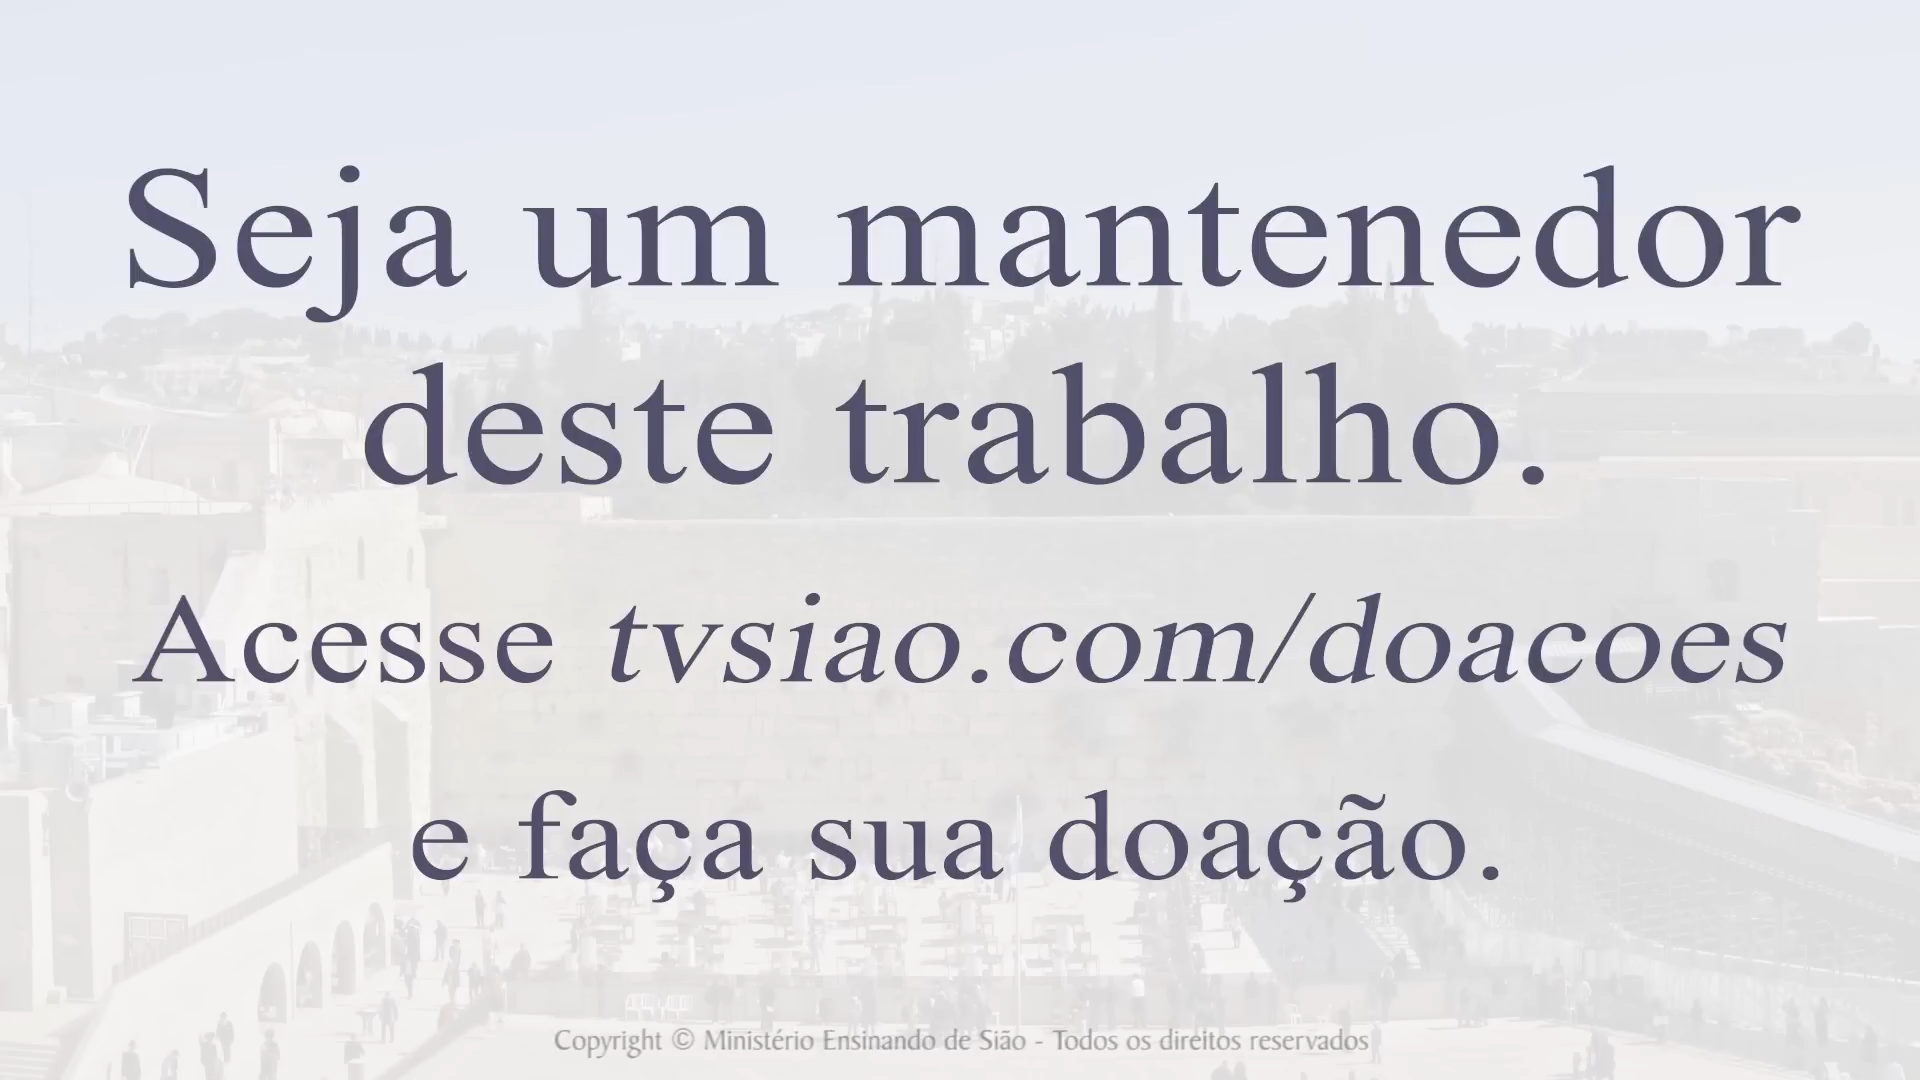 Seja um mantenedor
deste trabalho.
Acesse tvsiao.com/doacoes
e faça sua doação.
Copyright © Ministério Ensinando de Sião - Todos os direitos reservados